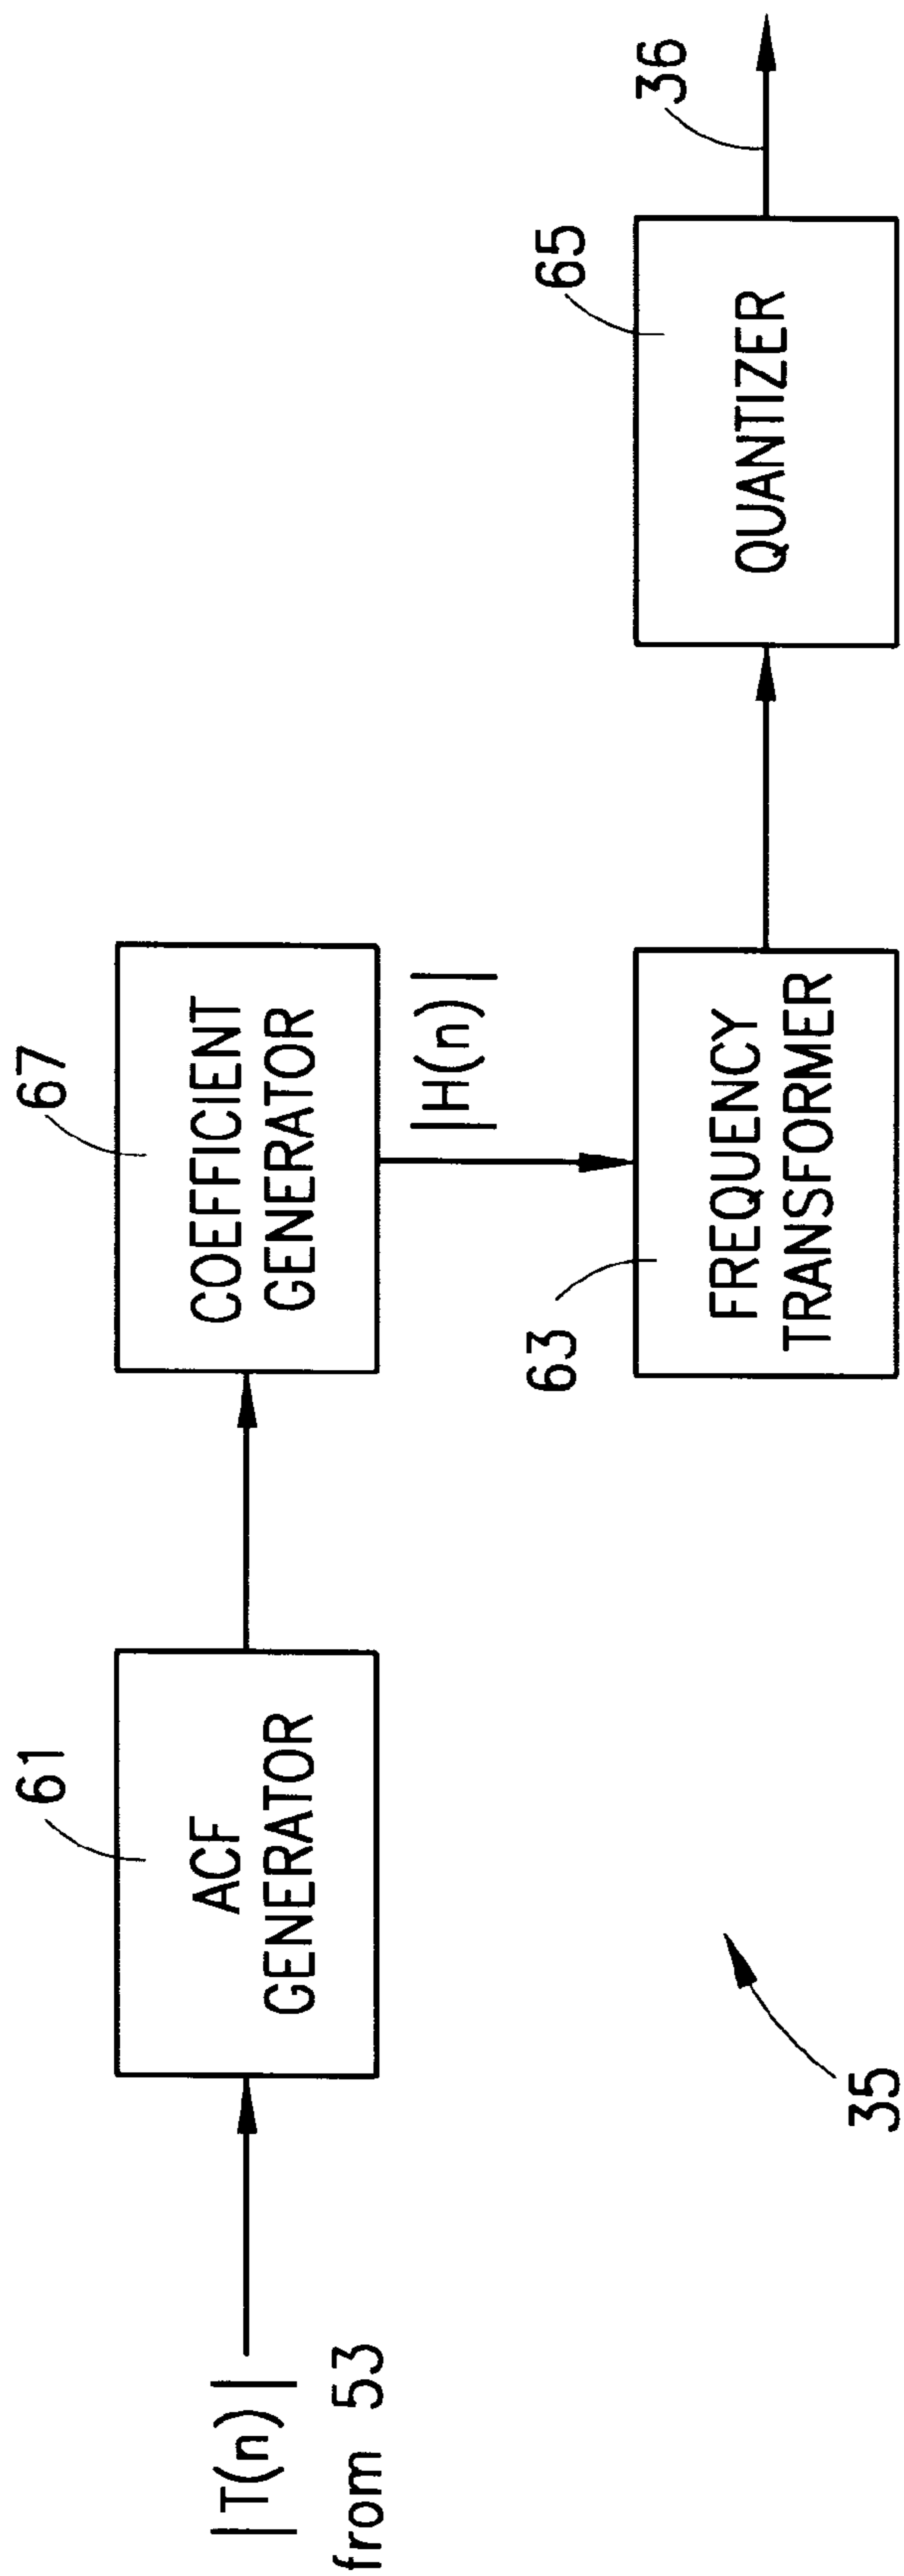 |T(n)|
from 53
61
ACF
GENERATOR
67
COEFFICIENT
GENERATOR
|H(n)|
63
FREQUENCY
TRANSFORMER
65
QUANTIZER
36
35